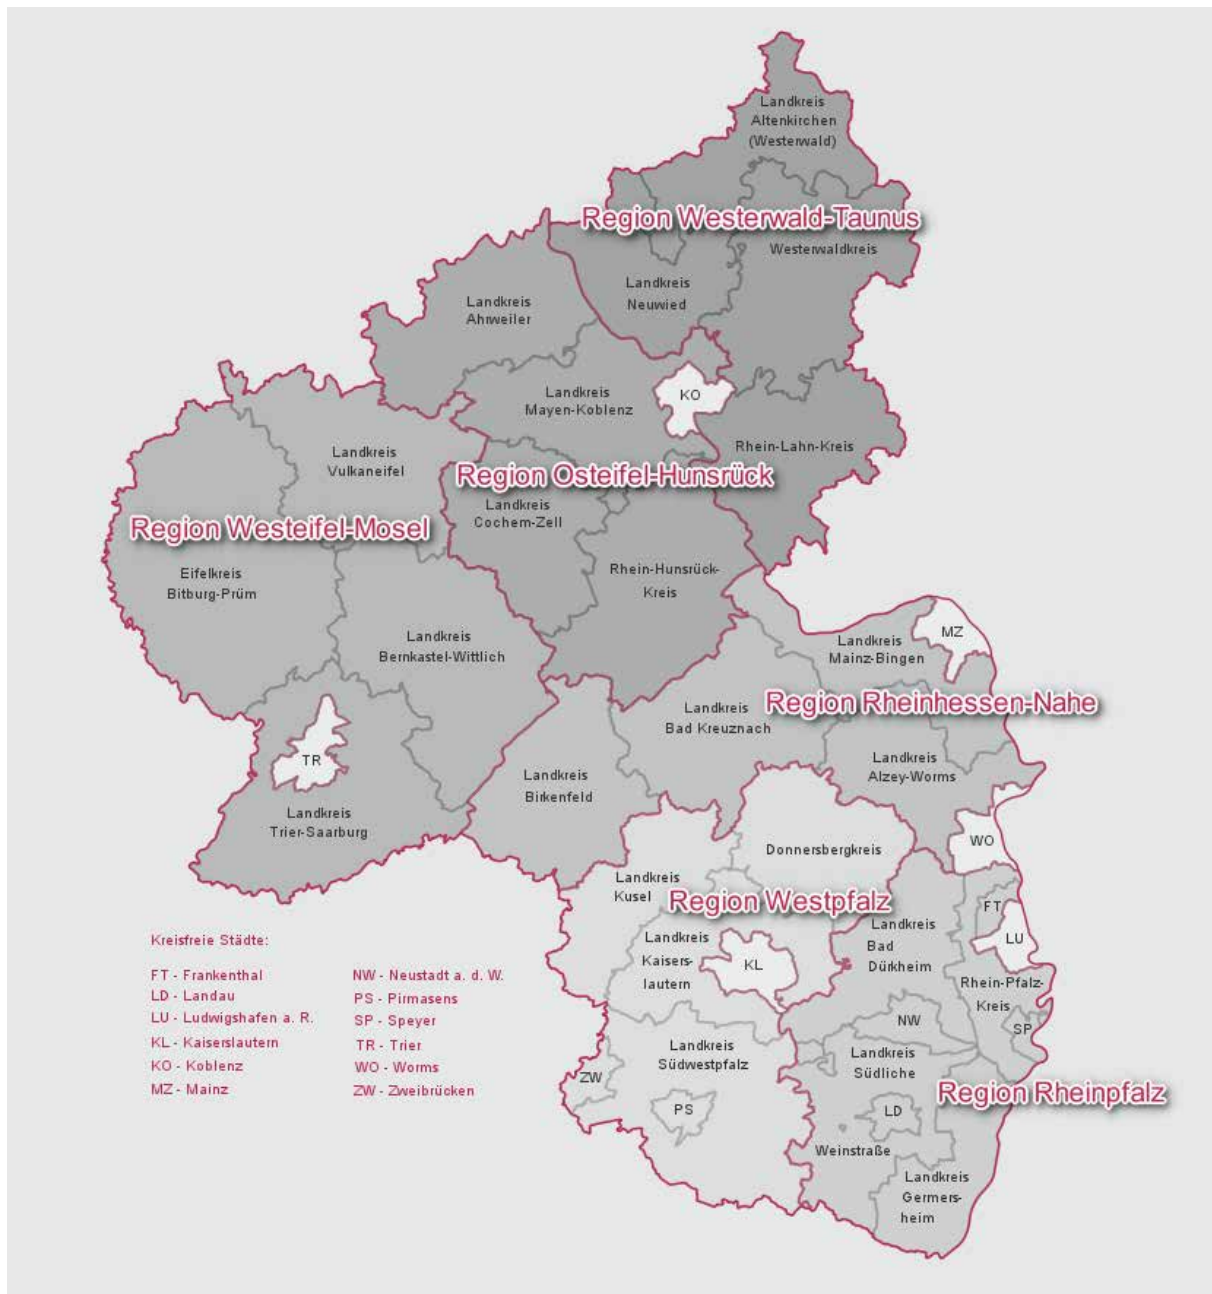 Landkreis
Altenkirchen
(Westerwald)
Region Westerwald-Taunus
Westerwaldkreis
Landkreis
Neuwied
Landkreis
Ahrweiler
Landkreis
Mayen-Koblenz
KO
Rhein-Lahn-Kreis
Landkreis
Vulkaneifel
Region Osteifel-Hunsrück
Landkreis
Cochem-Zell
Region Westeifel-Mosel
Eifelkreis
Bitburg-Prüm
Rhein-Hunsrück-
Kreis
Landkreis
Bernkastel-Wittlich
Landkreis
Mainz-Bingen
MZ
Region Rheinhessen-Nahe
Landkreis
Bad Kreuznach
TR
Landkreis
Birkenfeld
Landkreis
Alzey-Worms
Landkreis
Trier-Saarburg
WO
Donnersbergkreis
Landkreis
Kusel
Region Westpfalz
FT
Landkreis
Bad
Dürkheim
LU
Landkreis
Kaisers-
lautern
KL
Rhein-Pfalz-
Kreis
NW
SP
Landkreis
Südwestpfalz
Landkreis
Südliche
Weinstraße
ZW
PS
LD
Region Rheinpfalz
Landkreis
Germers-
heim
Kreisfreie Städte:
FT - Frankenthal
LD - Landau
LU - Ludwigshafen a. R.
KL - Kaiserslautern
KO - Koblenz
MZ - Mainz
NW - Neustadt a. d. W.
PS - Pirmasens
SP - Speyer
TR - Trier
WO - Worms
ZW - Zweibrücken